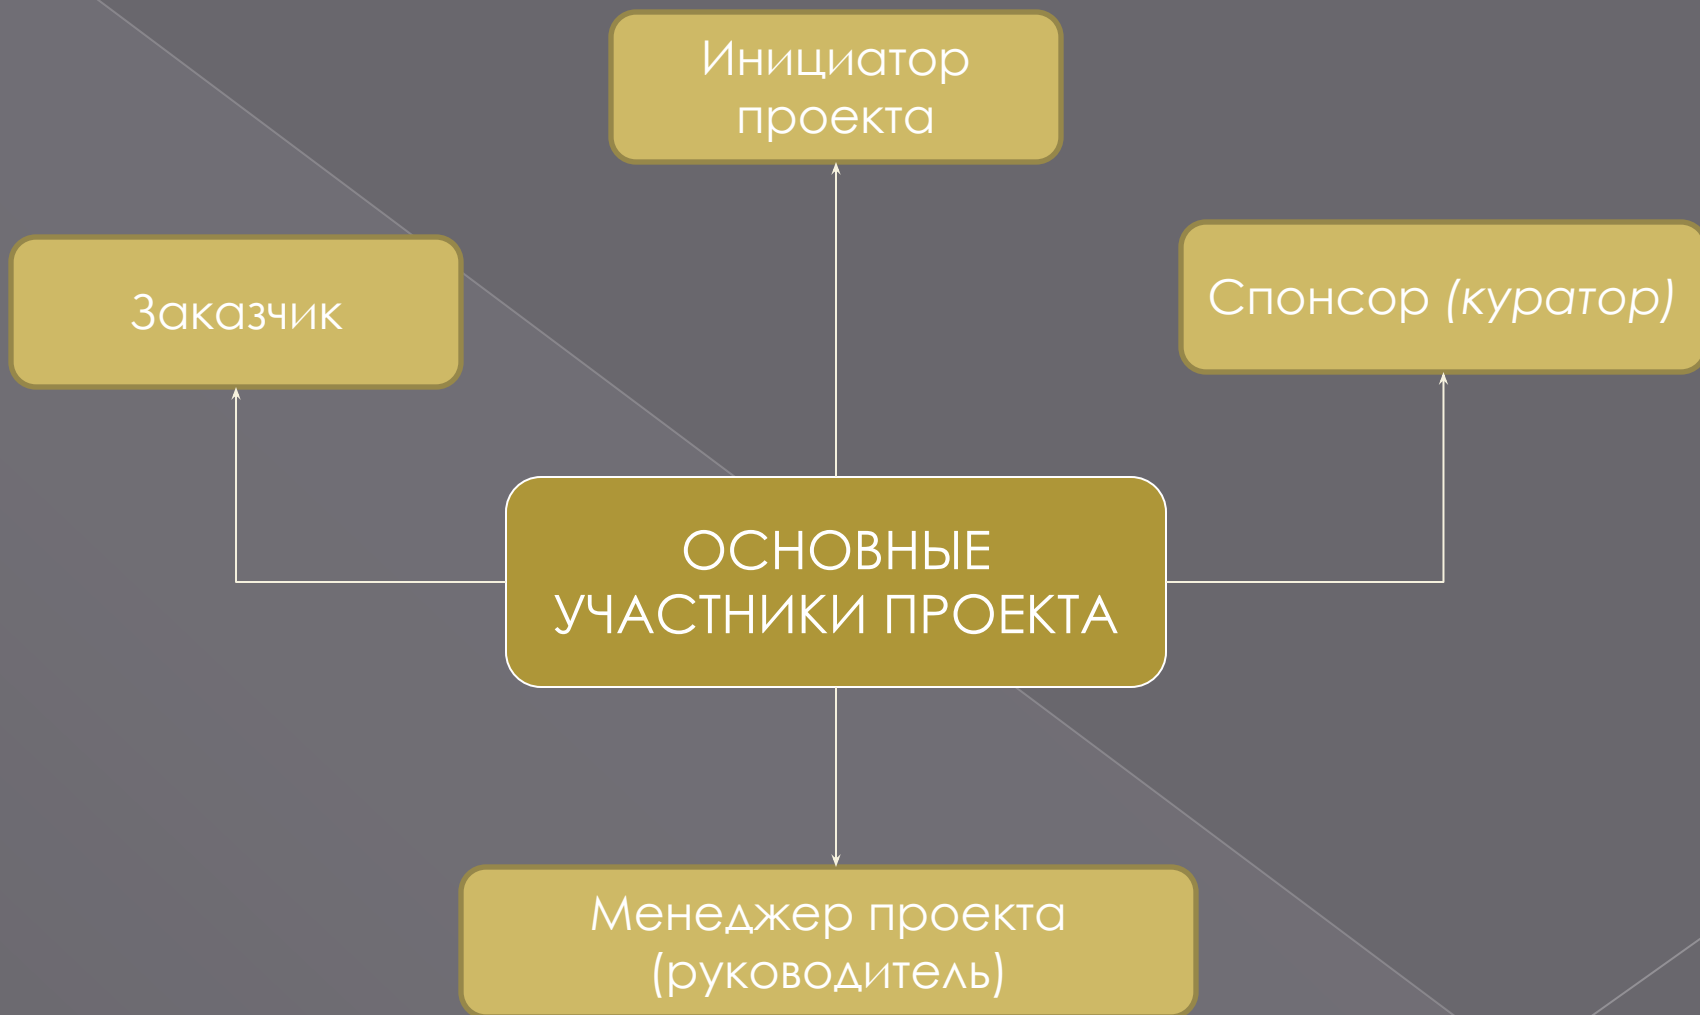 Инициатор
проекта
Заказчик
Спонсор (куратор)
ОСНОВНЫЕ
УЧАСТНИКИ ПРОЕКТА
Менеджер проекта
(руководитель)